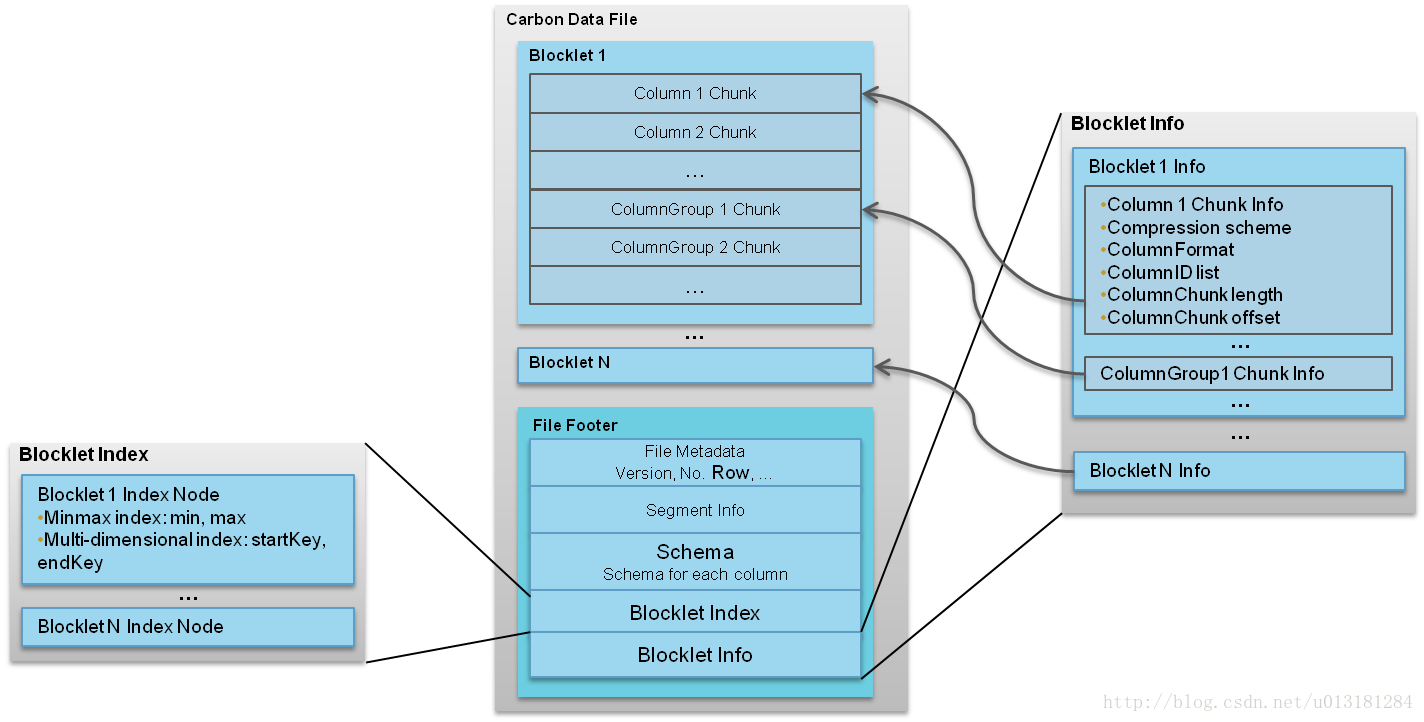 Carbon Data File
Blocklet 1
Column 1 Chunk
Column 2 Chunk
...
ColumnGroup 1 Chunk
ColumnGroup 2 Chunk
...
...
Blocklet N
File Footer
File Metadata
Version, No. Row, ...
Segment Info
Schema
Schema for each column
Blocklet Index
Blocklet Info
Blocklet Index
Blocklet 1 Index Node
•Minmax index: min, max
•Multi-dimensional index: startKey,
endKey
...
Blocklet N Index Node
Blocklet Info
Blocklet 1 Info
•Column 1 Chunk Info
•Compression scheme
•ColumnFormat
•ColumnID list
•ColumnChunk length
•ColumnChunk offset
...
ColumnGroup1 Chunk Info
...
...
Blocklet N Info
http://blog.csdn.net/u013181284